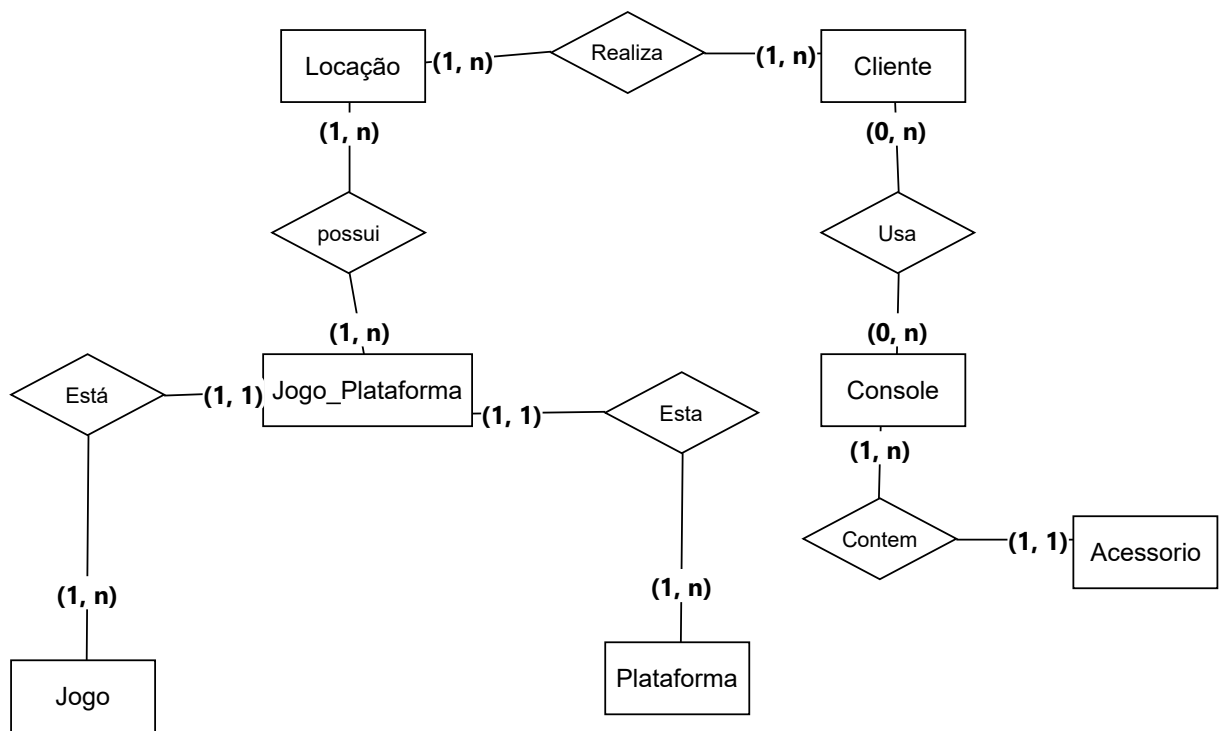 Locação
(1, n)
Realiza
(1, n)
Cliente
(1, n)
(0, n)
possui
Usa
(1, n)
(0, n)
Está
(1, 1)
Jogo_Plataforma
(1, 1)
Esta
Console
(1, n)
Contem
(1, 1)
Acessorio
(1, n)
(1, n)
Jogo
Plataforma